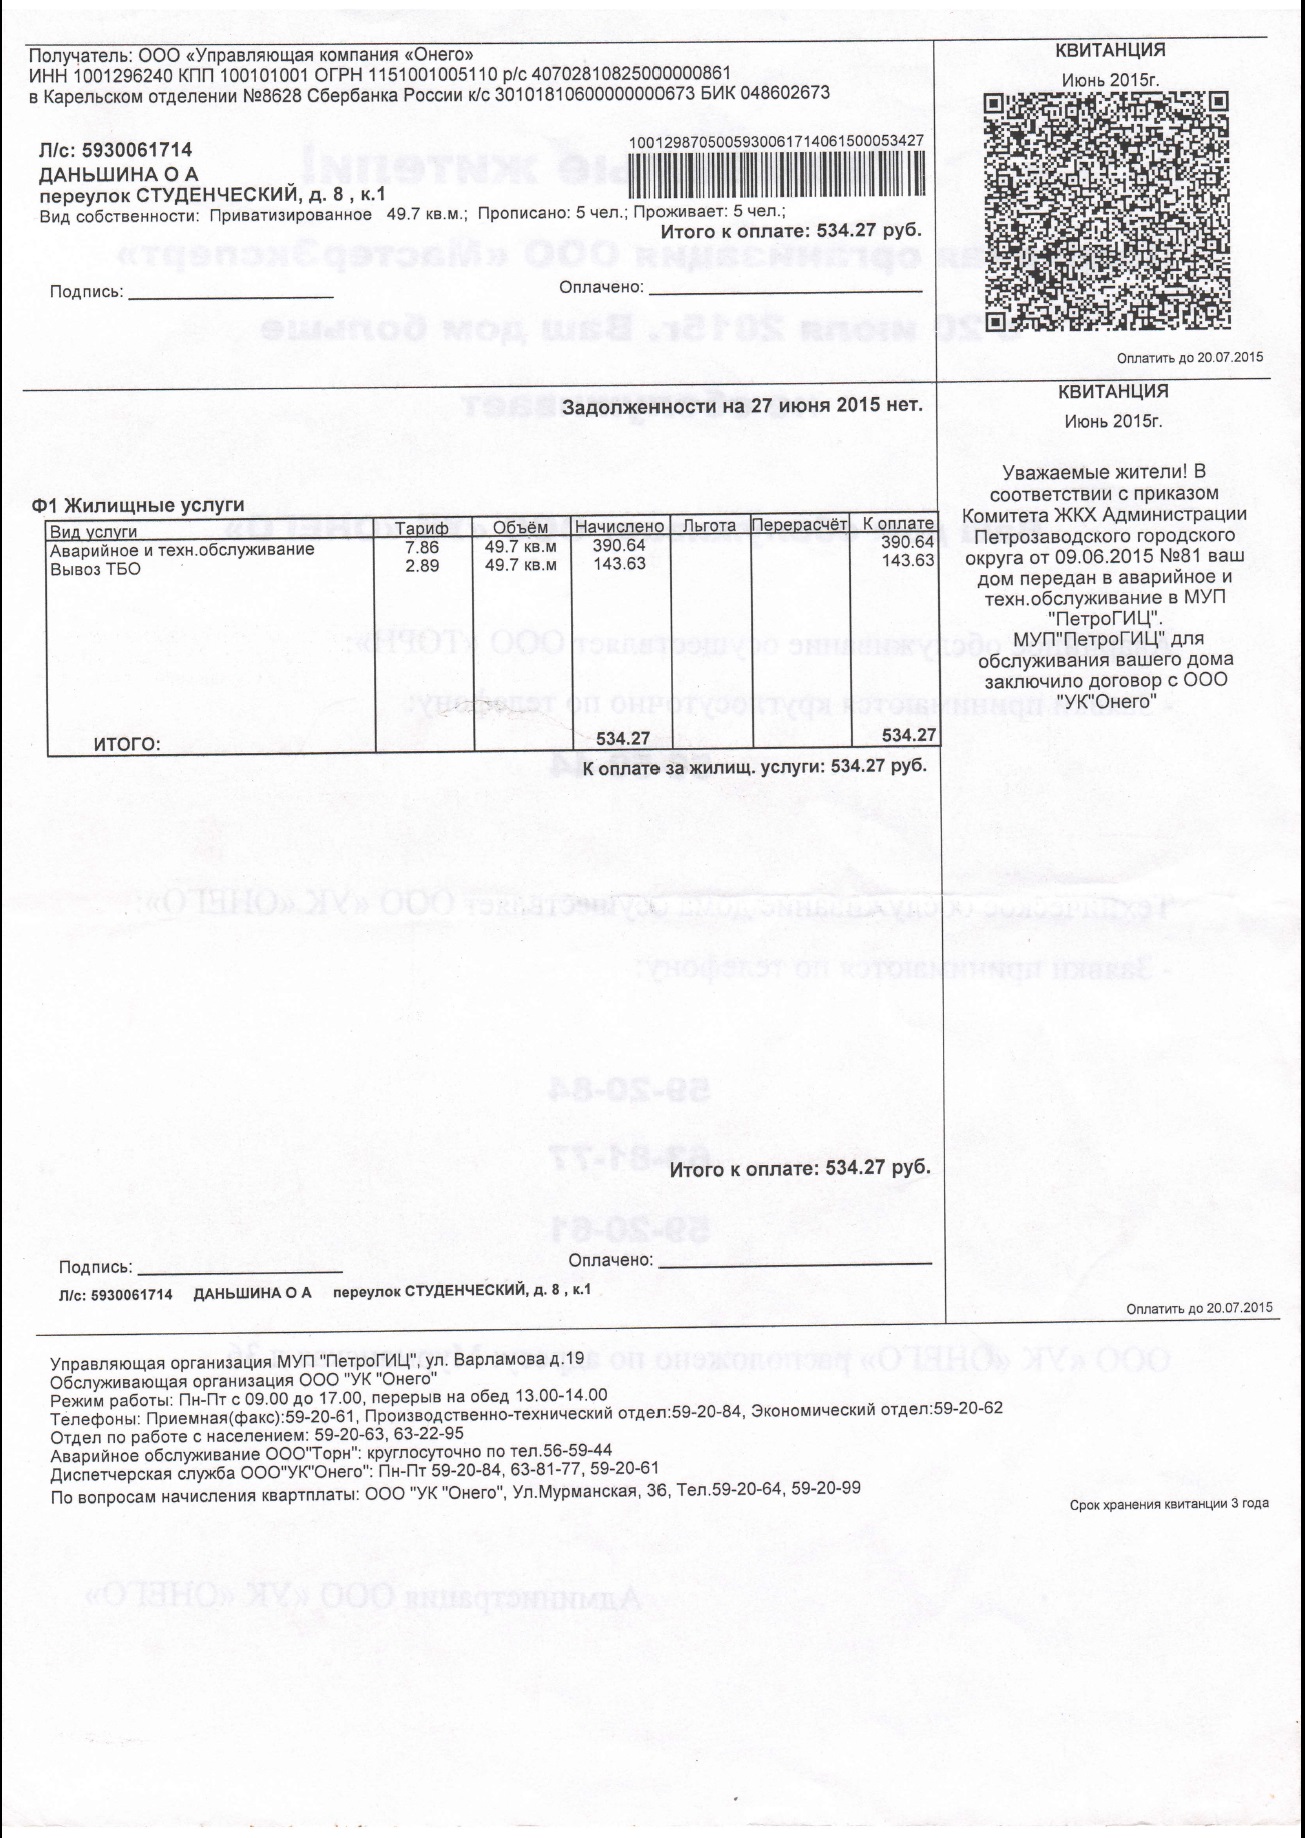 Получатель: ООО «Управляющая компания «Онего»
ИНН 1001296240 КПП 100101001 ОГРН 1151001005110 р/с 40702810825000000861
в Карельском отделении №8628 Сбербанка России к/с 30101810600000000673 БИК 048602673
Л/с: 5930061714
ДАНЬШИНА О А
переулок СТУДЕНЧЕСКИЙ, д. 8 , к.1
Вид собственности: Приватизированное 49.7 кв.м.; Прописано: 5 чел.; Проживает: 5 чел.;
1001298705005930061714061500053427
Итого к оплате: 534.27 руб.
Подпись:
Оплачено:
КВИТАНЦИЯ
Июнь 2015г.
Оплатить до 20.07.2015
Задолженности на 27 июня 2015 нет.
Ф1 Жилищные услуги
Вид услуги Тариф Объём Начислено Льгота Перерасчёт К оплате
Аварийное и техн.обслуживание 7.86 49.7 кв.м 390.64 390.64
Вывоз ТБО 2.89 49.7 кв.м 143.63 143.63
ИТОГО: 534.27 534.27
К оплате за жилищ. услуги: 534.27 руб.
Итого к оплате: 534.27 руб.
Подпись:
Оплачено:
Л/с: 5930061714 ДАНЬШИНА О А переулок СТУДЕНЧЕСКИЙ, д. 8 , к.1
КВИТАНЦИЯ
Июнь 2015г.
Уважаемые жители! В
соответствии с приказом
Комитета ЖКХ Администрации
Петрозаводского городского
округа от 09.06.2015 №81 ваш
дом передан в аварийное и
техн.обслуживание в МУП
"ПетроГИЦ".
МУП"ПетроГИЦ" для
обслуживания вашего дома
заключило договор с ООО
"УК"Онего"
Оплатить до 20.07.2015
Управляющая организация МУП "ПетроГИЦ", ул. Варламова д.19
Обслуживающая организация ООО "УК "Онего"
Режим работы: Пн-Пт с 09.00 до 17.00, перерыв на обед 13.00-14.00
Телефоны: Приемная(факс):59-20-61, Производственно-технический отдел:59-20-84, Экономический отдел:59-20-62
Отдел по работе с населением: 59-20-63, 63-22-95
Аварийное обслуживание ООО"Торн": круглосуточно по тел.56-59-44
Диспетчерская служба ООО"УК"Онего": Пн-Пт 59-20-84, 63-81-77, 59-20-61
По вопросам начисления квартплаты: ООО "УК "Онего", Ул.Мурманская, 36, Тел.59-20-64, 59-20-99
Срок хранения квитанции 3 года